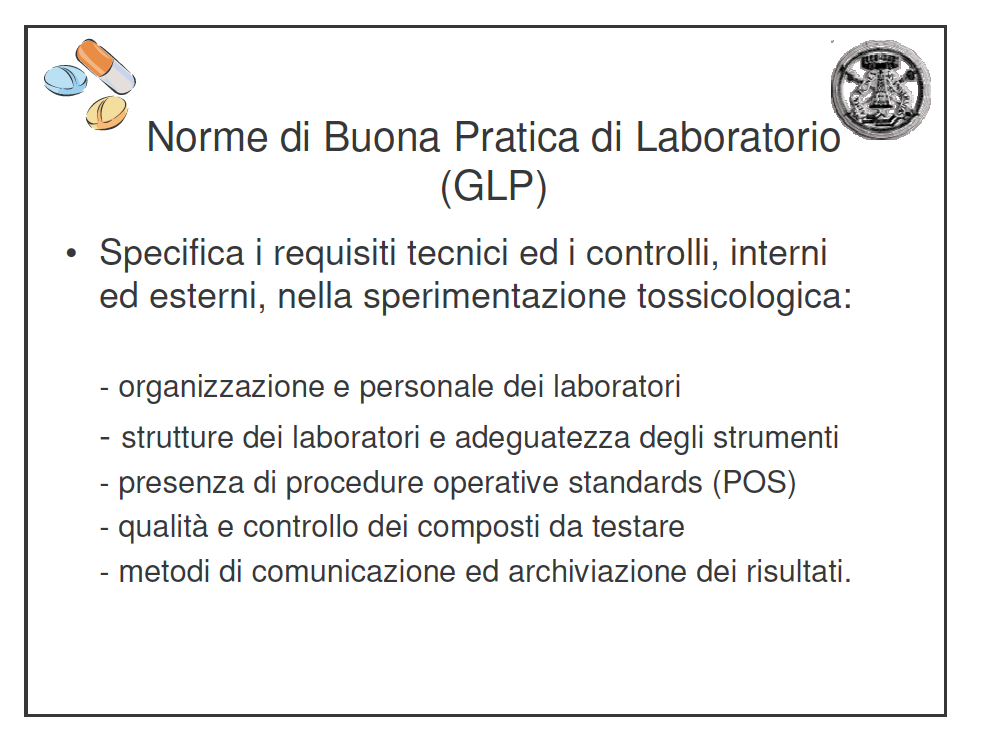 Norme di Buona Pratica di Laboratorio
(GLP)
• Specifica i requisiti tecnici ed i controlli, interni
ed esterni, nella sperimentazione tossicologica:
- organizzazione e personale dei laboratori
- strutture dei laboratori e adeguatezza degli strumenti
- presenza di procedure operative standards (POS)
- qualità e controllo dei composti da testare
- metodi di comunicazione ed archiviazione dei risultati.